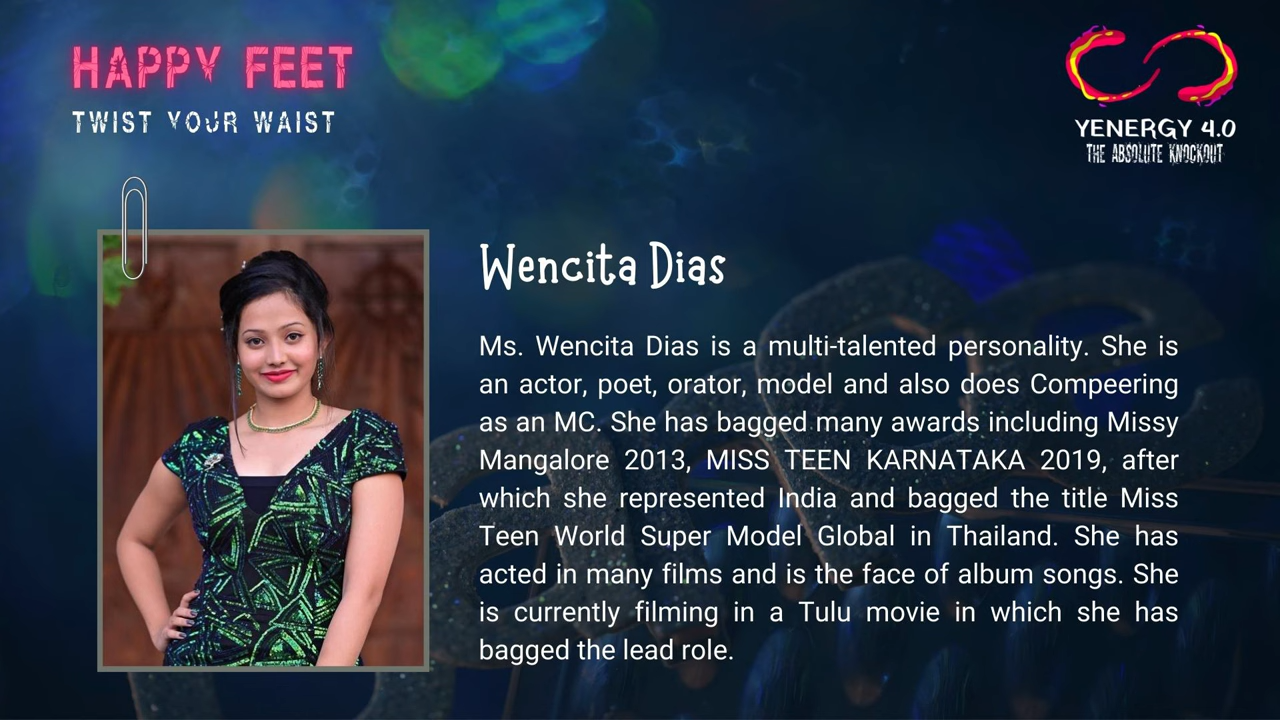 HAPPY FEET
TWIST YOUR WAIST
YENERGY 4.0
THE ABSOLUTE KNOCKOUT
Wencita Dias
Ms. Wencita Dias is a multi-talented personality. She is
an actor, poet, orator, model and also does Compeering
as an MC. She has bagged many awards including Missy
Mangalore 2013, MISS TEEN KARNATAKA 2019, after
which she represented India and bagged the title Miss
Teen World Super Model Global in Thailand. She has
acted in many films and is the face of album songs. She
is currently filming in a Tulu movie in which she has
bagged the lead role.